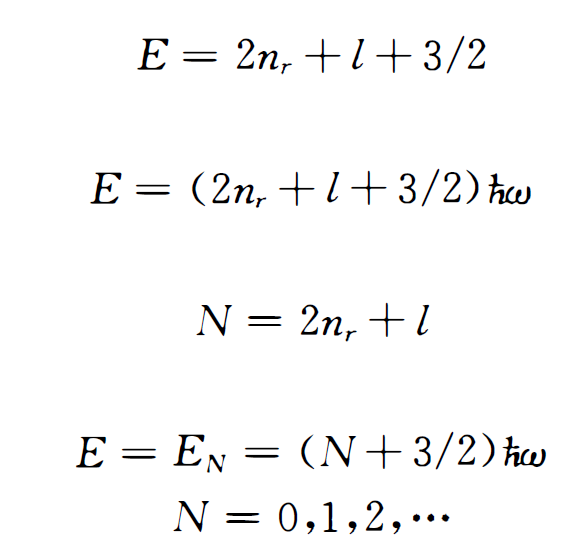 E = 2n_r + l + 3/2
E = (2n_r + l + 3/2)ħω
N = 2n_r + l
E = E_N = (N + 3/2)ħω
N = 0,1,2,⋯